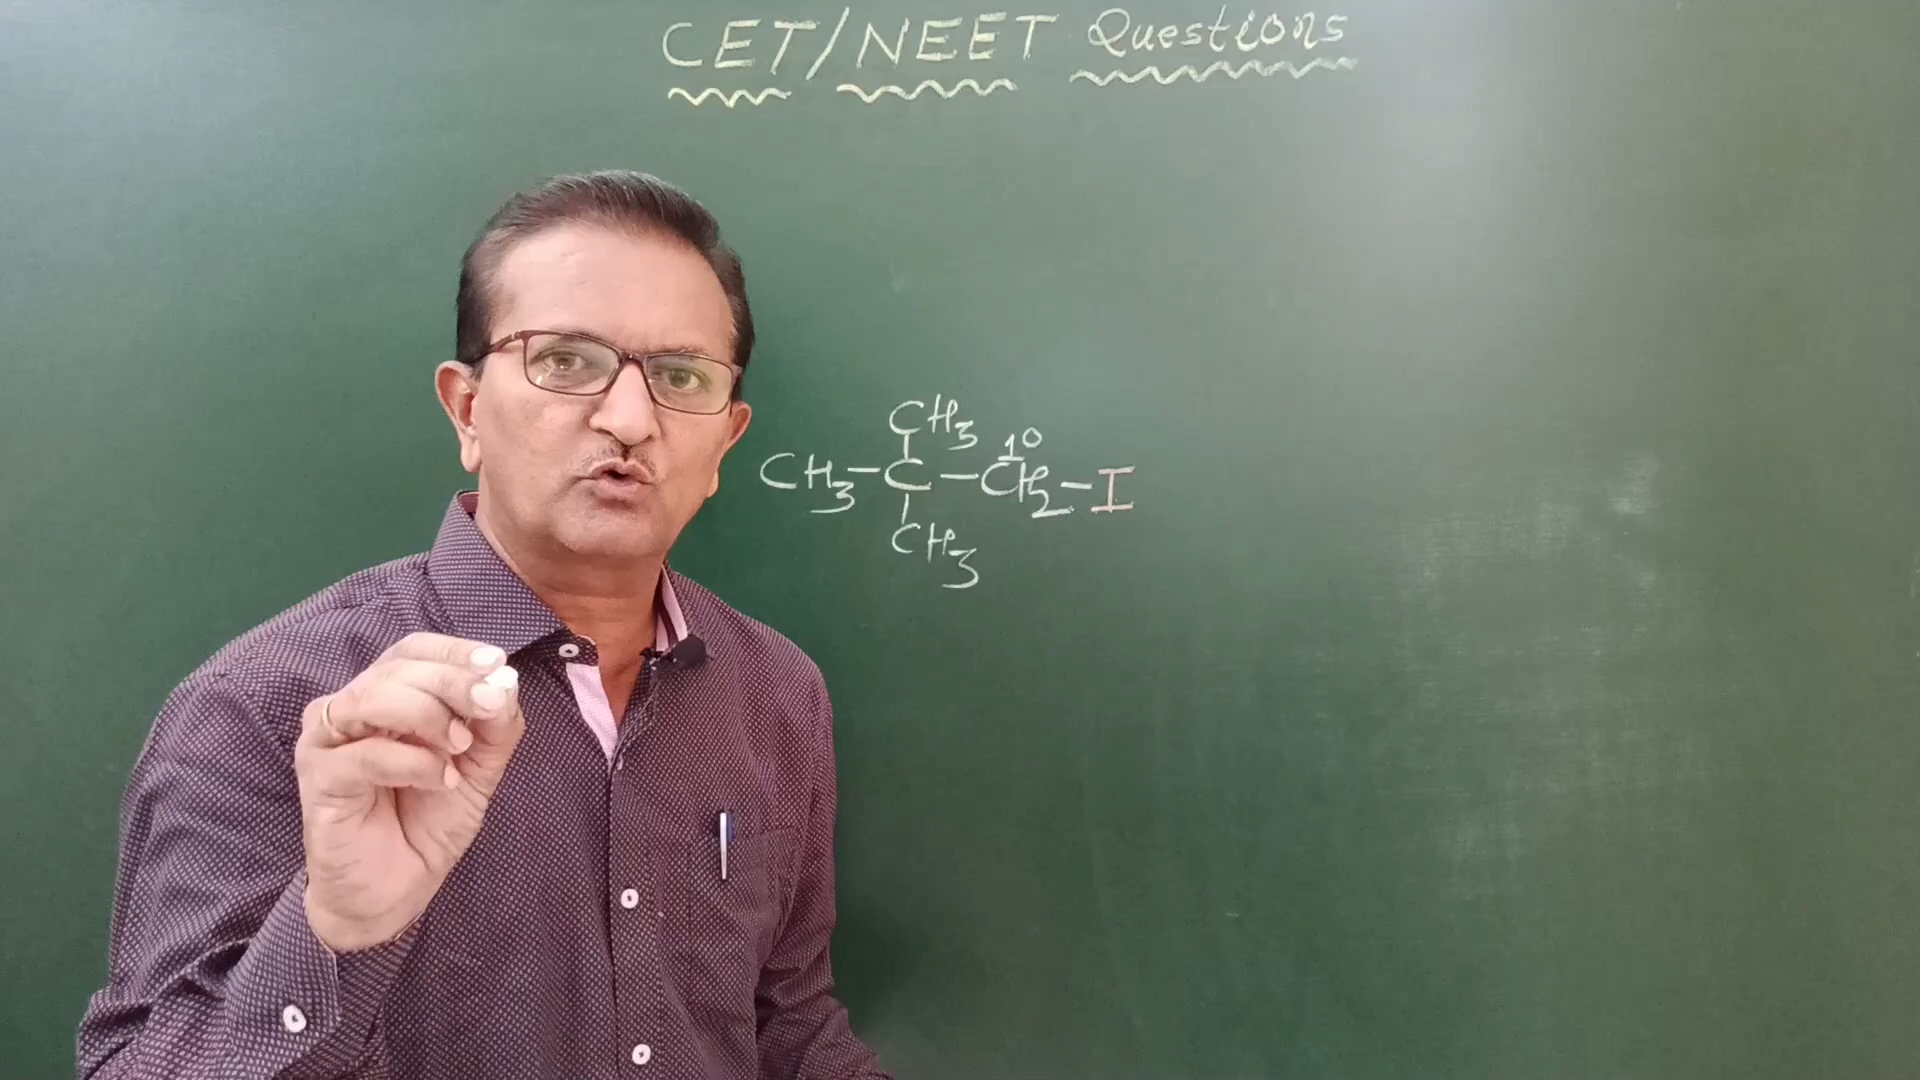 CET/NEET Questions
CH3
1°
CH3-C-CH2-I
CH3